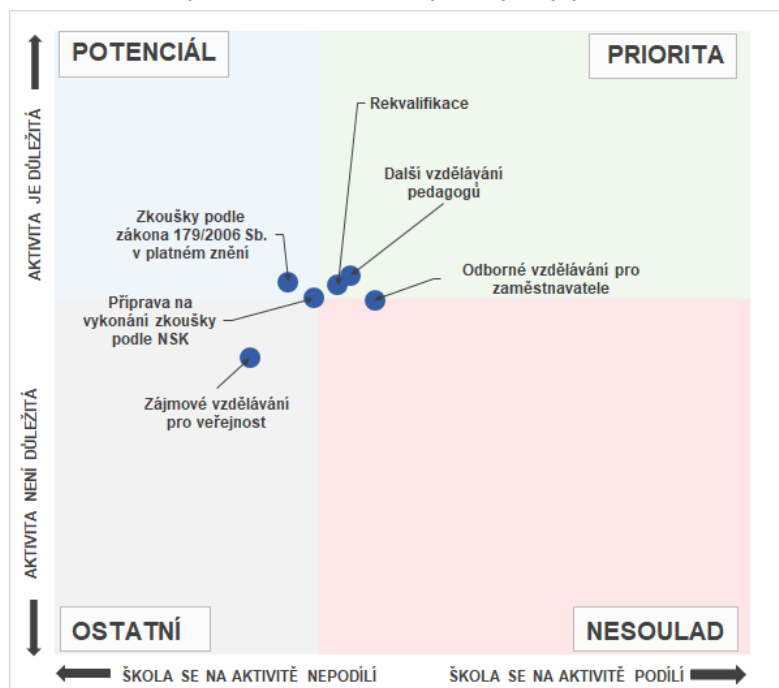 POTENCIÁL
PRIORITA
Rekvalifikace
Další vzdělávání
pedagogů
Zkoušky podle
zákona 179/2006 Sb.
v platném znění
Odborné vzdělávání pro
zaměstnavatele
Příprava na
vykonání zkoušky
podle NSK
Zájmové vzdělávání
pro veřejnost
AKTIVITA JE DŮLEŽITÁ
AKTIVITA NENÍ DŮLEŽITÁ
OSTATNÍ
NESOULAD
ŠKOLA SE NA AKTIVITĚ NEPODÍLÍ
ŠKOLA SE NA AKTIVITĚ PODÍLÍ